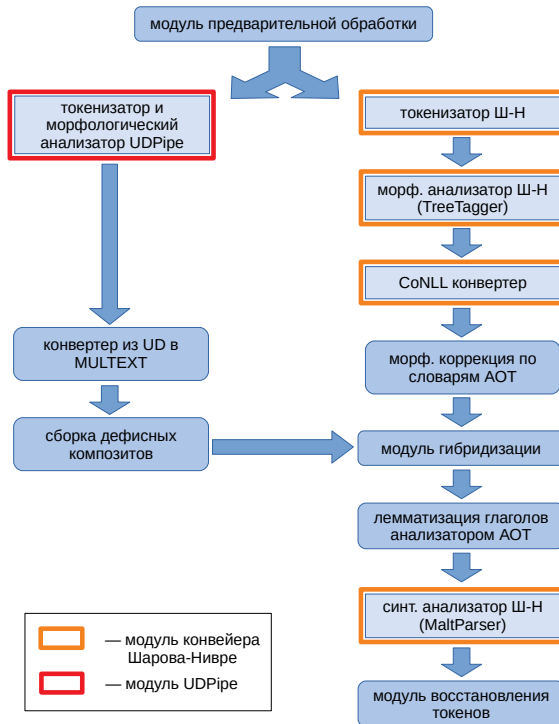 модуль предварительной обработки
токенизатор и
морфологический
анализатор UDPipe
токенизатор Ш-Н
морф. анализатор Ш-Н
(TreeTagger)
CoNLL конвертер
конвертер из UD в
MULTEXT
морф. коррекция по
словарям АОТ
сборка дефисных
композитов
модуль гибридизации
лемматизация глаголов
анализатором АОТ
синт. анализатор Ш-Н
(MaltParser)
модуль восстановления
токенов
— модуль конвейера
Шарова-Нивре
— модуль UDPipe